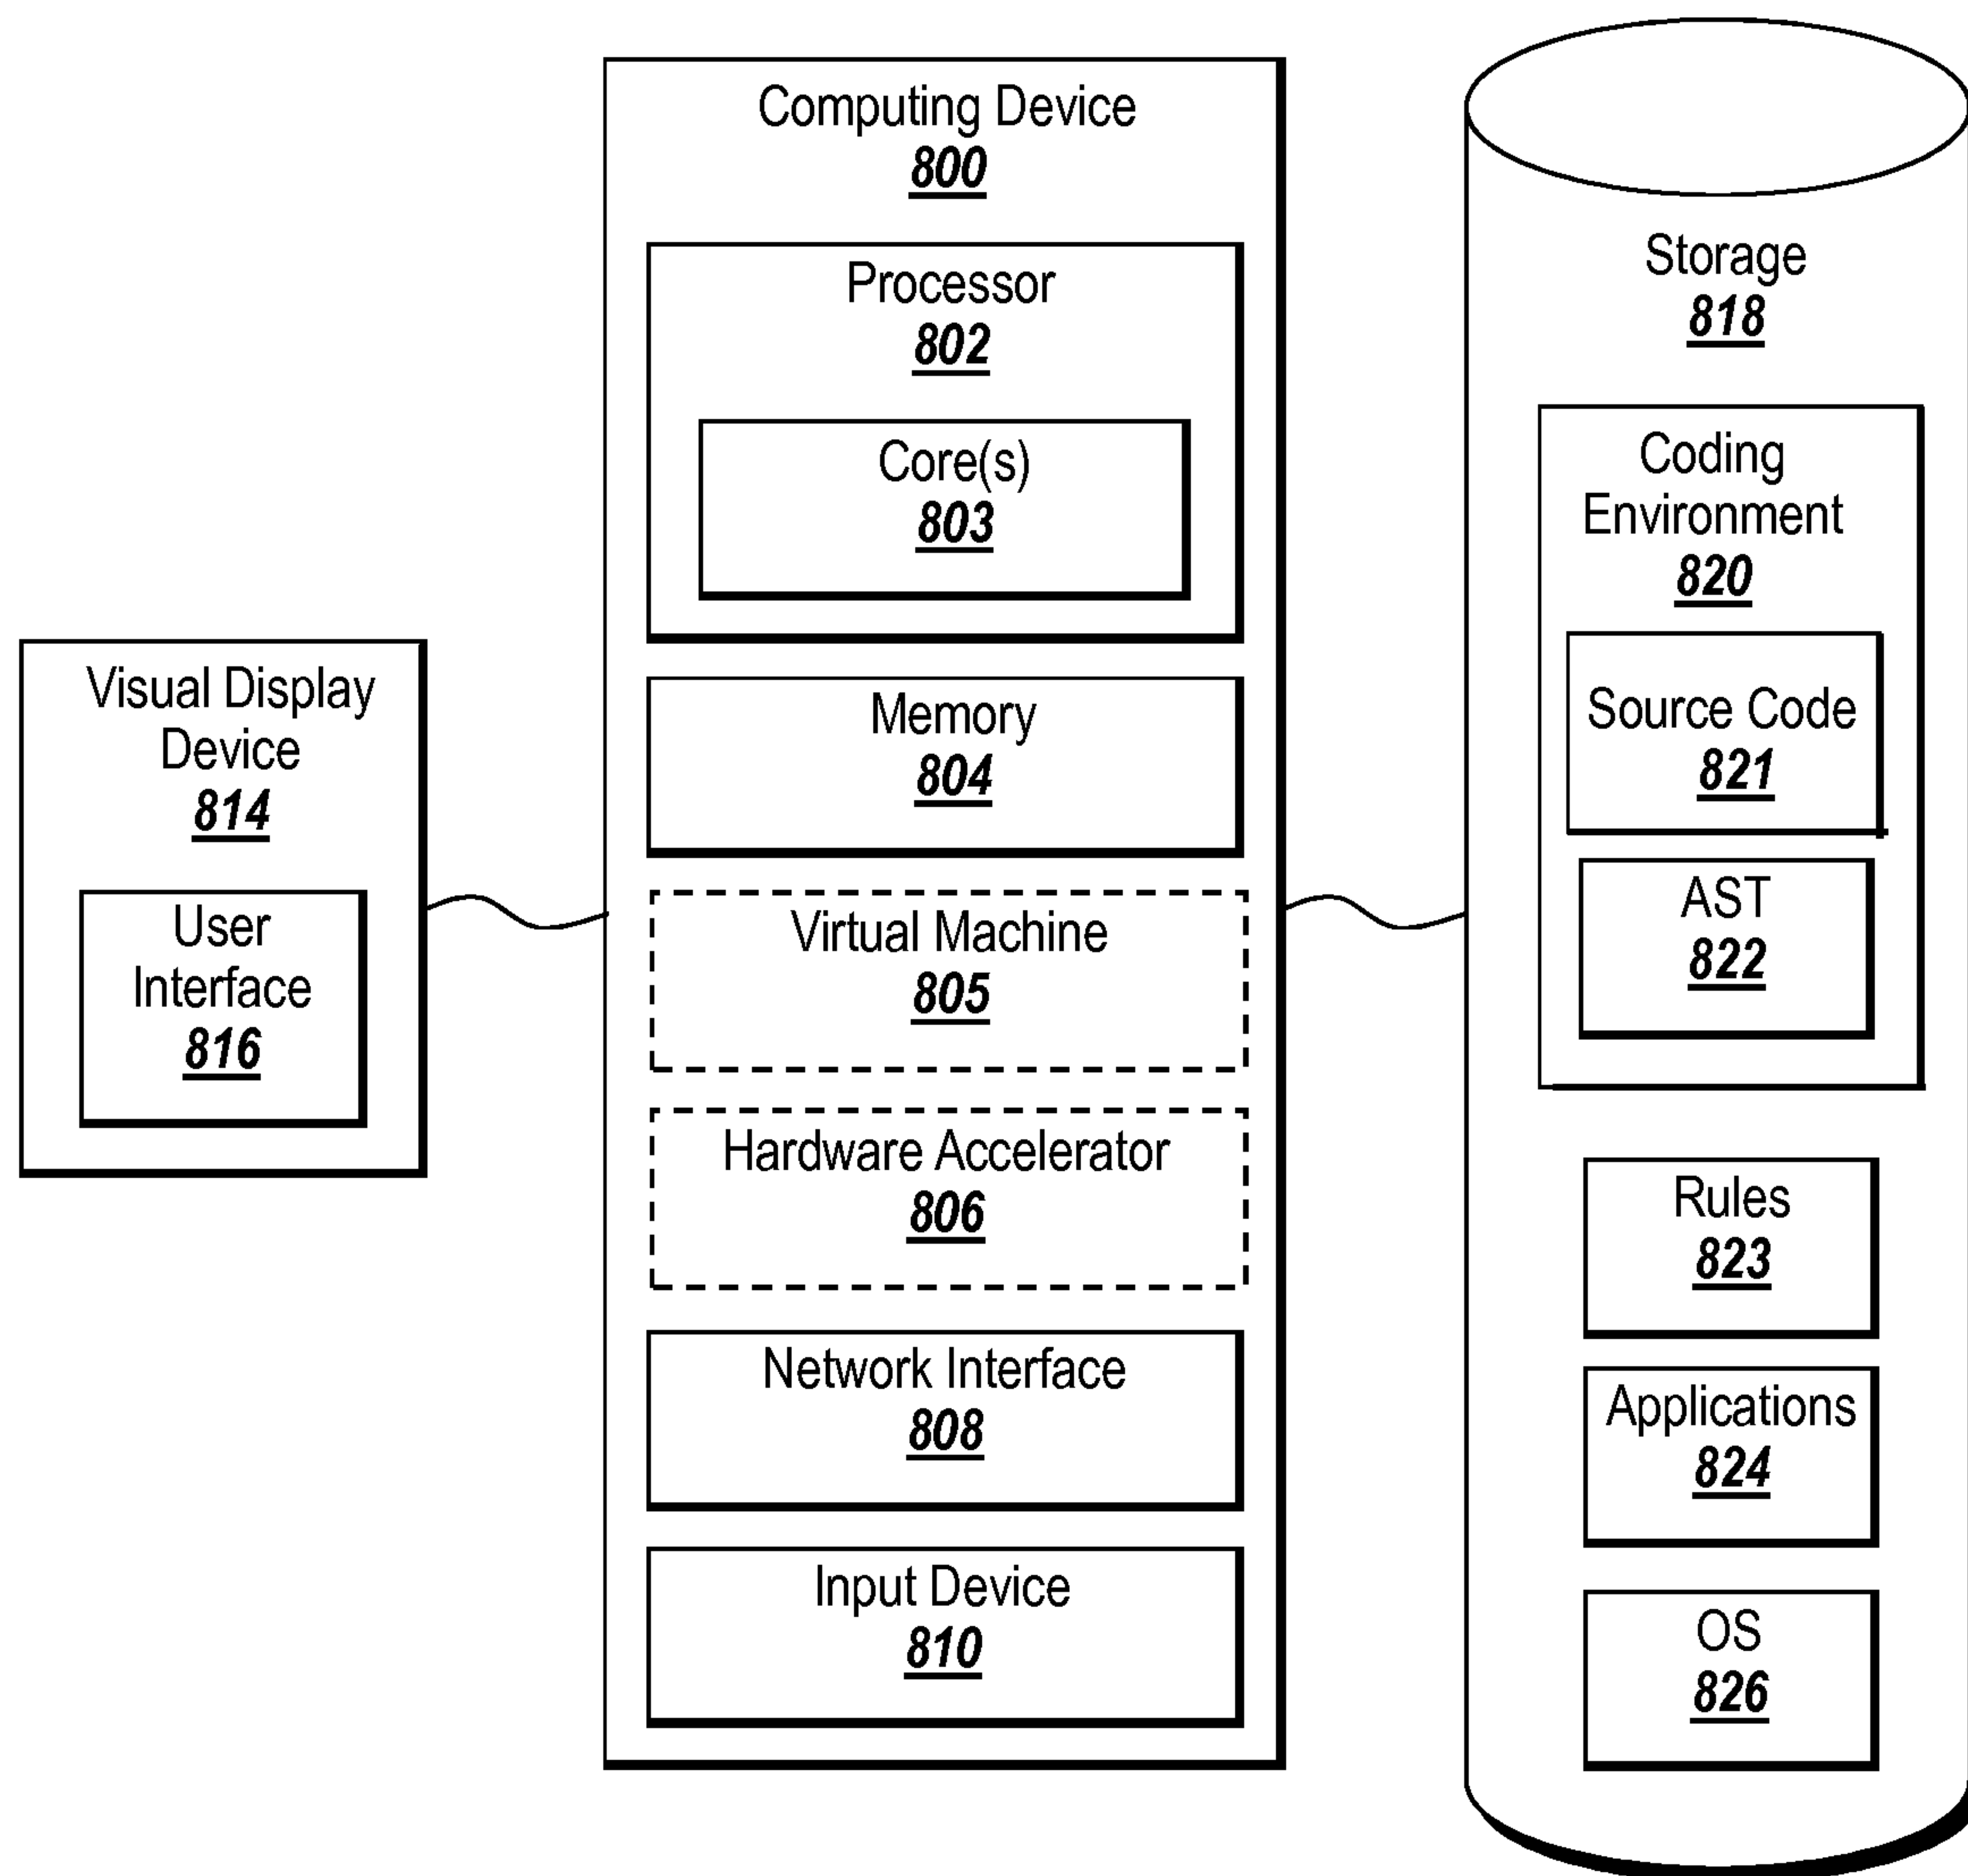 Computing Device
800
Processor
802
Core(s)
803
Memory
804
Virtual Machine
805
Hardware Accelerator
806
Network Interface
808
Input Device
810
Visual Display
Device
814
User
Interface
816
Storage
818
Coding
Environment
820
Source Code
821
AST
822
Rules
823
Applications
824
OS
826